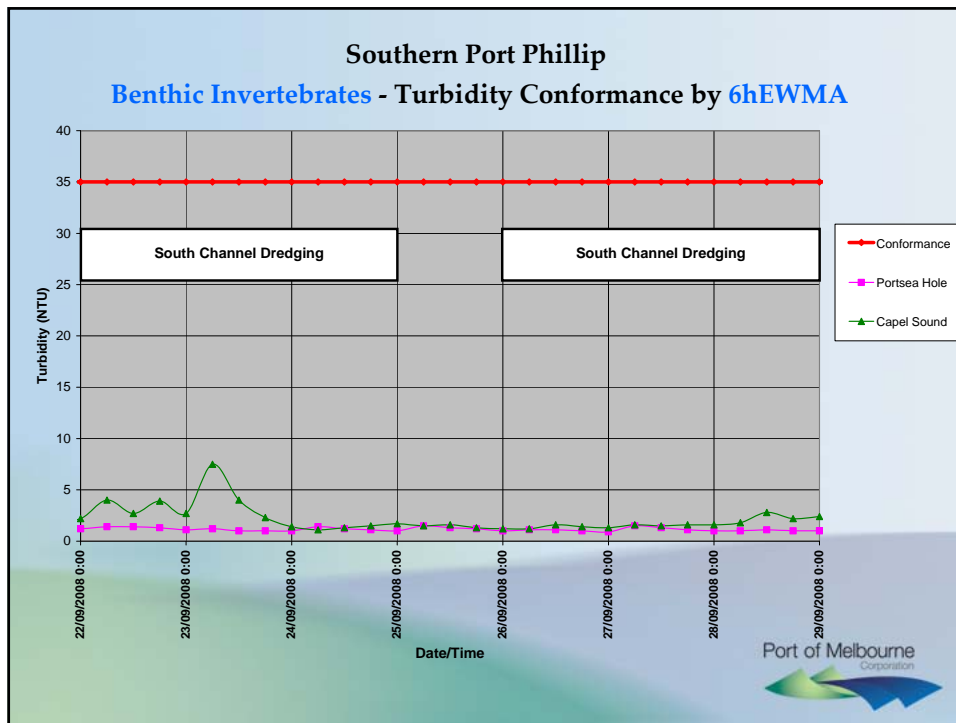 Southern Port Phillip
Benthic Invertebrates - Turbidity Conformance by 6hEWMA
40
35
30
25
20
15
10
5
0
Turbidity (NTU)
South Channel Dredging
South Channel Dredging
Conformance
Portsea Hole
Capel Sound
22/09/2008 0:00
23/09/2008 0:00
24/09/2008 0:00
25/09/2008 0:00
26/09/2008 0:00
27/09/2008 0:00
28/09/2008 0:00
29/09/2008 0:00
Date/Time
Port of Melbourne
Corporation